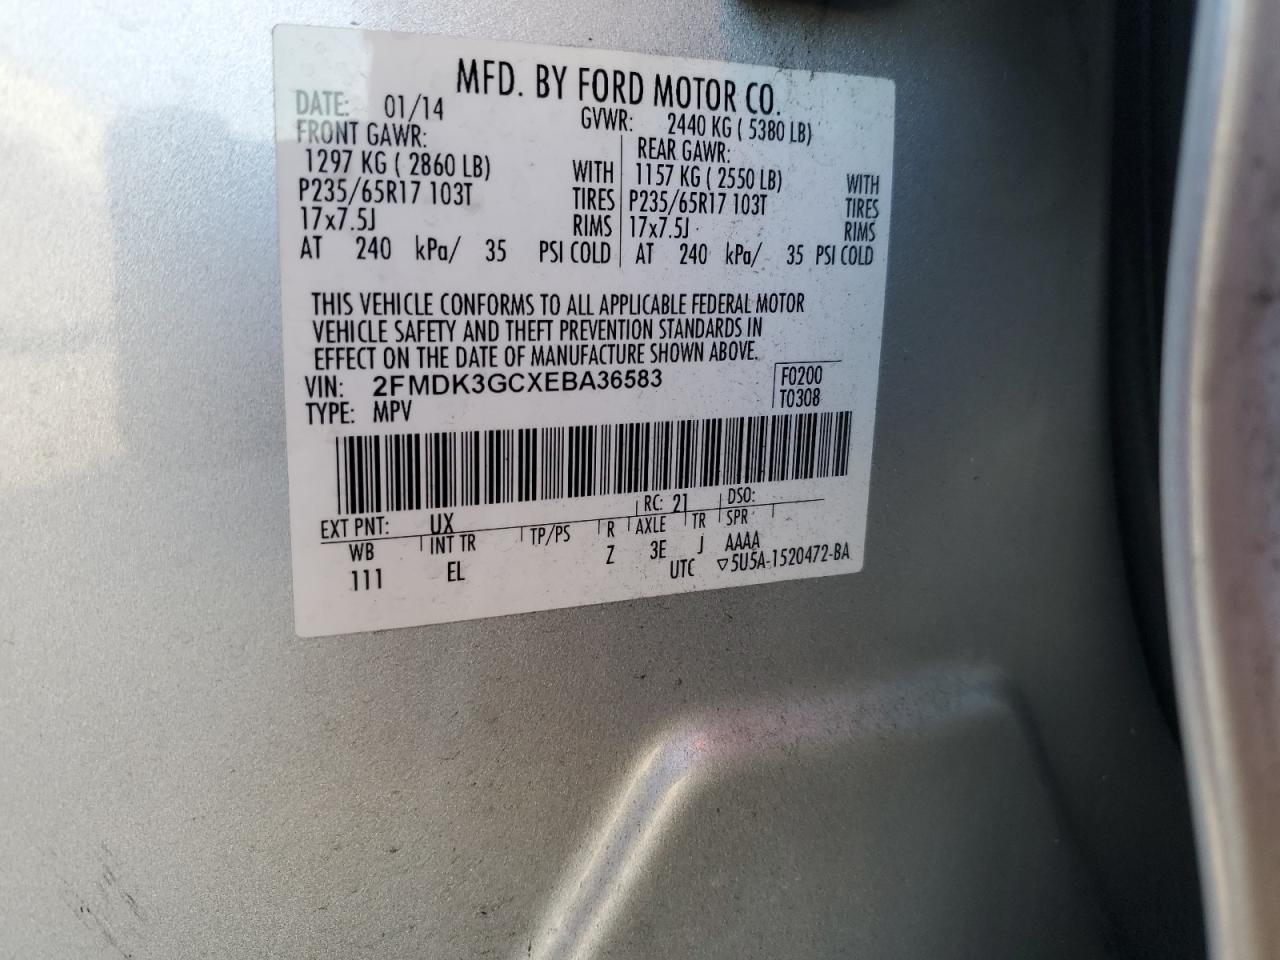 MFD. BY FORD MOTOR CO.
DATE: 01/14 GVWR: 2440 KG ( 5380 LB)
FRONT GAWR: REAR GAWR:
1297 KG ( 2860 LB) WITH 1157 KG ( 2550 LB) WITH
P235/65R17 103T TIRES P235/65R17 103T TIRES
17x7.5J RIMS 17x7.5J RIMS
AT 240 kPa/ 35 PSI COLD AT 240 kPa/ 35 PSI COLD
THIS VEHICLE CONFORMS TO ALL APPLICABLE FEDERAL MOTOR
VEHICLE SAFETY AND THEFT PREVENTION STANDARDS IN
EFFECT ON THE DATE OF MANUFACTURE SHOWN ABOVE.
VIN: 2FMDK3GCXEBA36583 F0200
TYPE: MPV T0308
EXT PNT: UX RC: 21 DSO:
WB INT TR TP/PS R AXLE TR SPR
111 EL Z 3E J AAAA
UTC ▽5U5A-1520472-BA